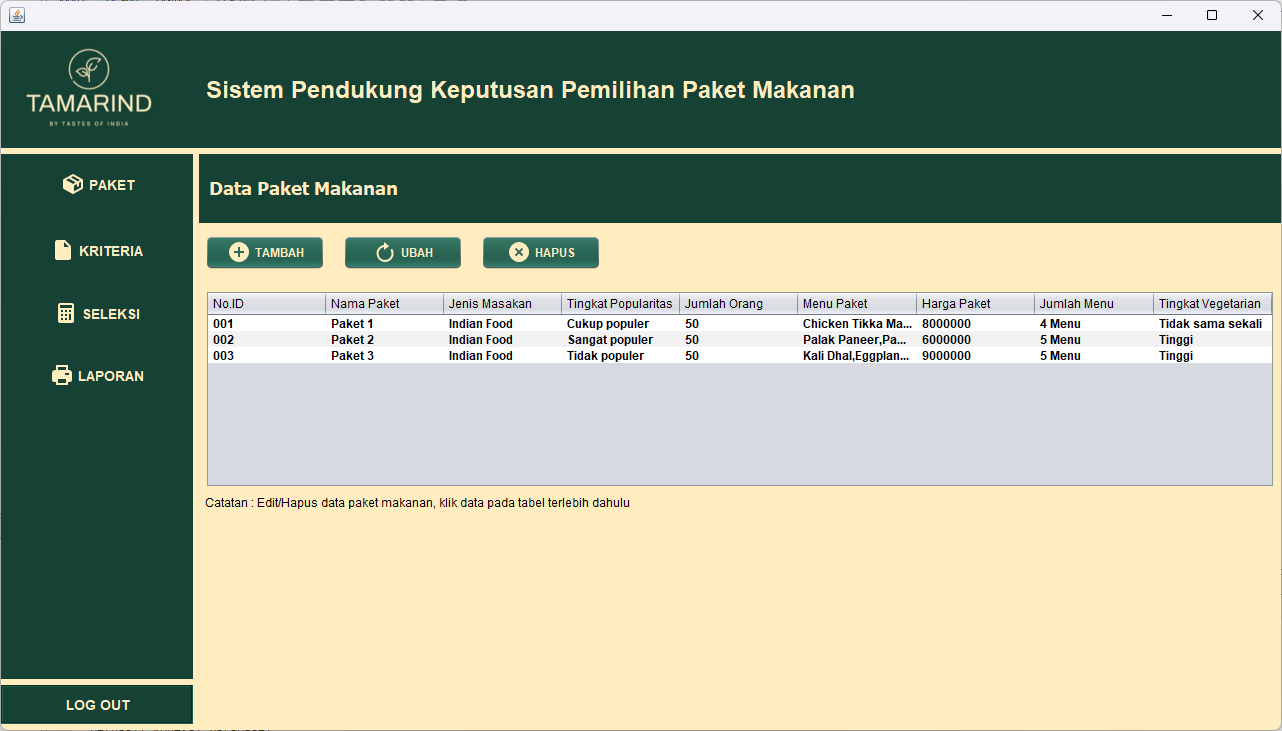 TAMARIND
BY TASTES OF INDIA
Sistem Pendukung Keputusan Pemilihan Paket Makanan
PAKET
KRITERIA
SELEKSI
LAPORAN
LOG OUT
Data Paket Makanan
TAMBAH UBAH HAPUS
No.ID Nama Paket Jenis Masakan Tingkat Popularitas Jumlah Orang Menu Paket Harga Paket Jumlah Menu Tingkat Vegetarian
001 Paket 1 Indian Food Cukup populer 50 Chicken Tikka Ma... 8000000 4 Menu Tidak sama sekali
002 Paket 2 Indian Food Sangat populer 50 Palak Paneer,Pa... 6000000 5 Menu Tinggi
003 Paket 3 Indian Food Tidak populer 50 Kali Dhal,Eggplan... 9000000 5 Menu Tinggi
Catatan : Edit/Hapus data paket makanan, klik data pada tabel terlebih dahulu